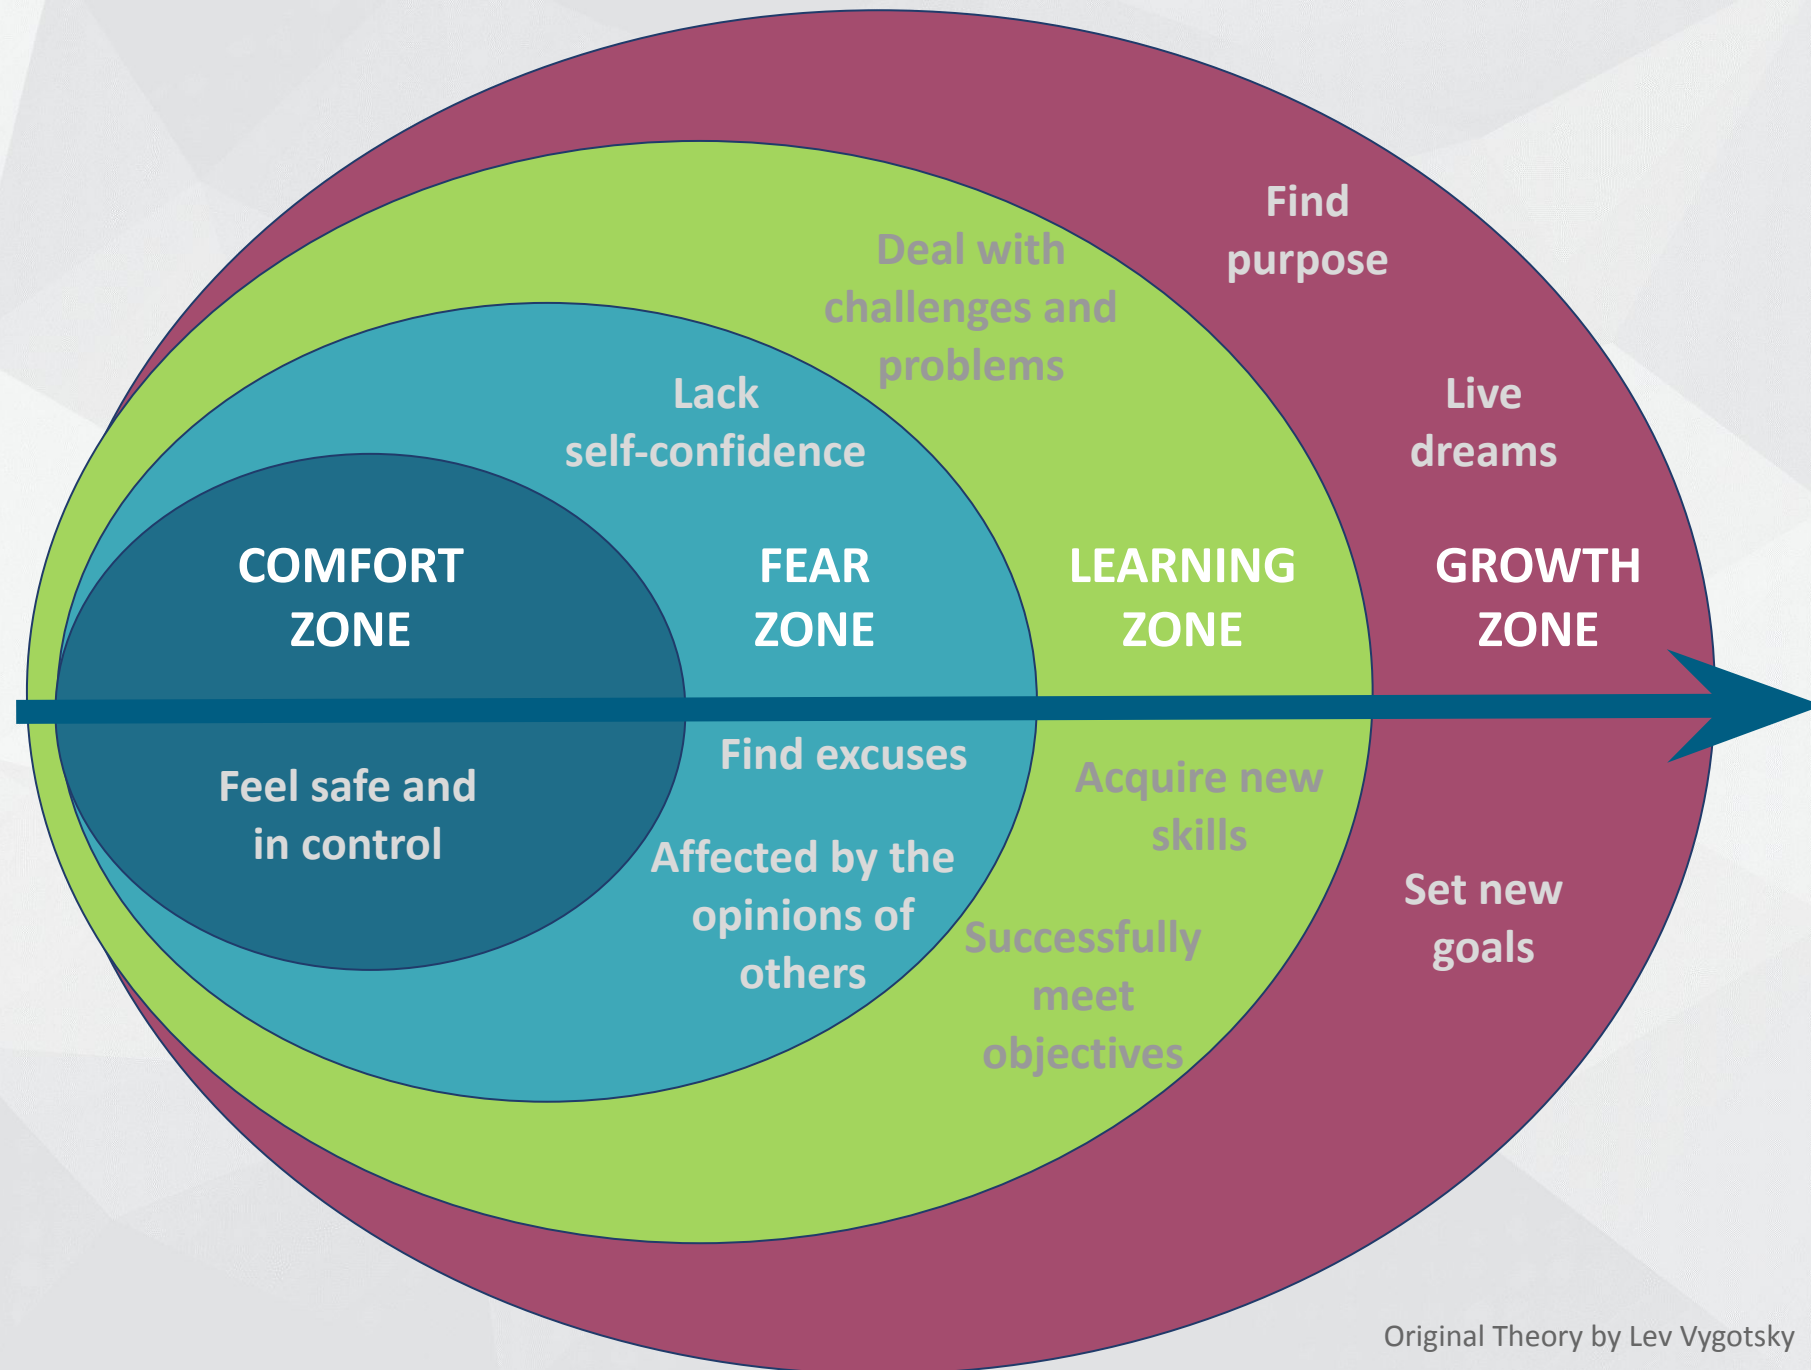 Find
purpose
Deal with
challenges and
problems
Lack
self-confidence
Live
dreams
COMFORT
ZONE
FEAR
ZONE
LEARNING
ZONE
GROWTH
ZONE
Feel safe and
in control
Find excuses
Affected by the
opinions of
others
Acquire new
skills
Successfully
meet
objectives
Set new
goals
Original Theory by Lev Vygotsky